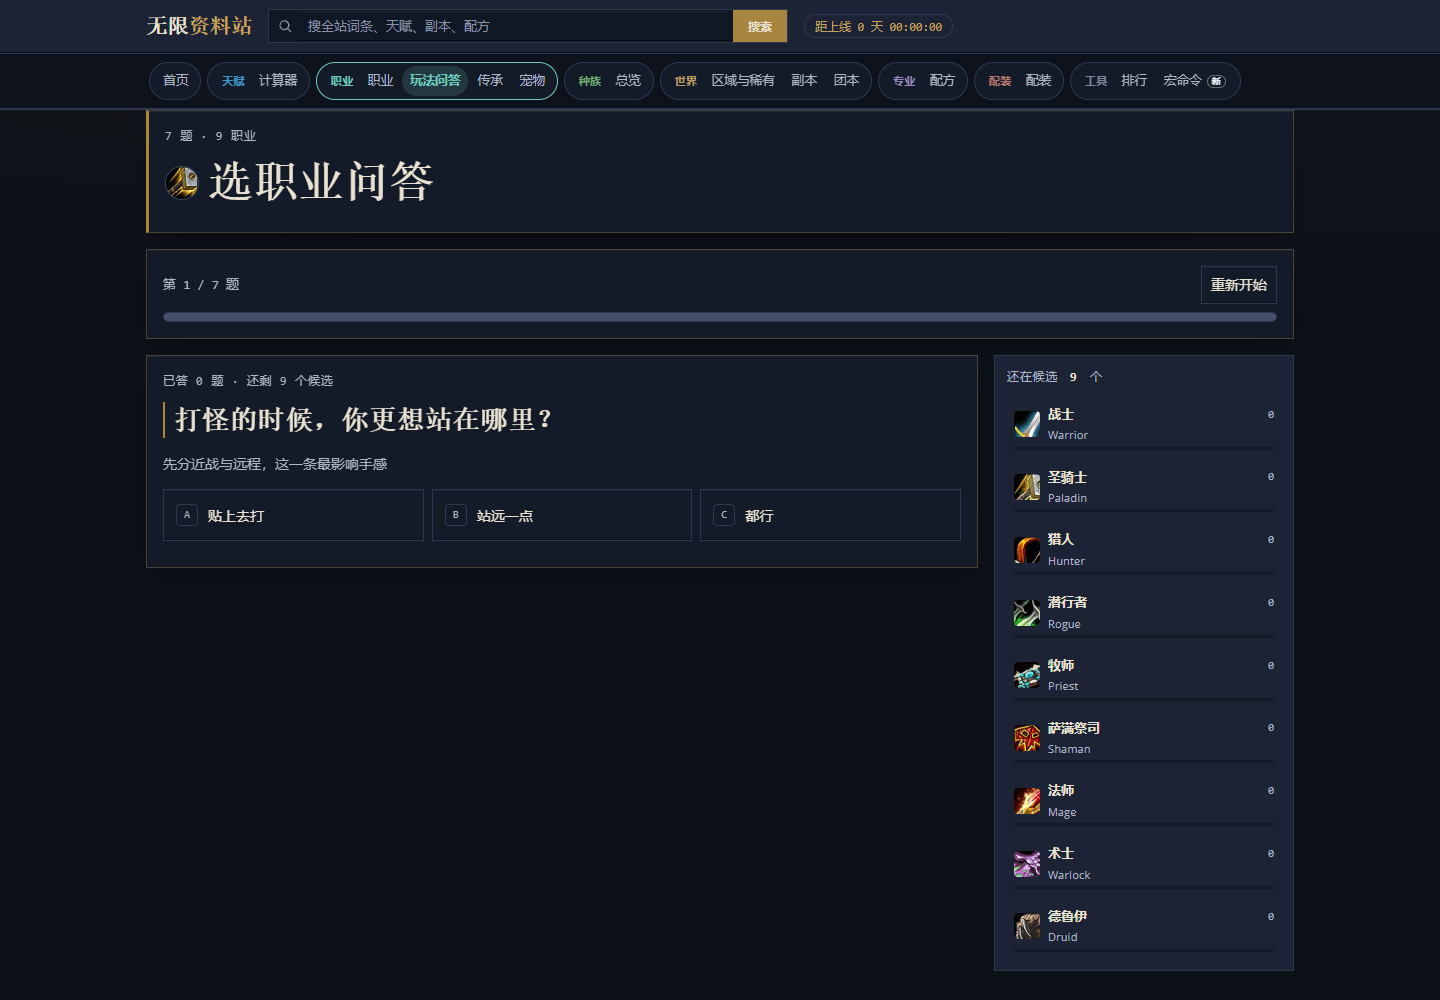 无限资料站
搜全站词条、天赋、副本、配方
搜索
距上线 0 天 00:00:00
首页 天赋 计算器 职业 职业 玩法问答 传承 宠物 种族 总览 世界 区域与稀有 副本 团本 专业 配方 配装 配装 工具 排行 宏命令 新
7 题 · 9 职业
选职业问答
第 1 / 7 题
重新开始
已答 0 题 · 还剩 9 个候选
打怪的时候，你更想站在哪里？
先分近战与远程，这一条最影响手感
A 贴上去打
B 站远一点
C 都行
还在候选 9 个
战士 0
Warrior
圣骑士 0
Paladin
猎人 0
Hunter
潜行者 0
Rogue
牧师 0
Priest
萨满祭司 0
Shaman
法师 0
Mage
术士 0
Warlock
德鲁伊 0
Druid